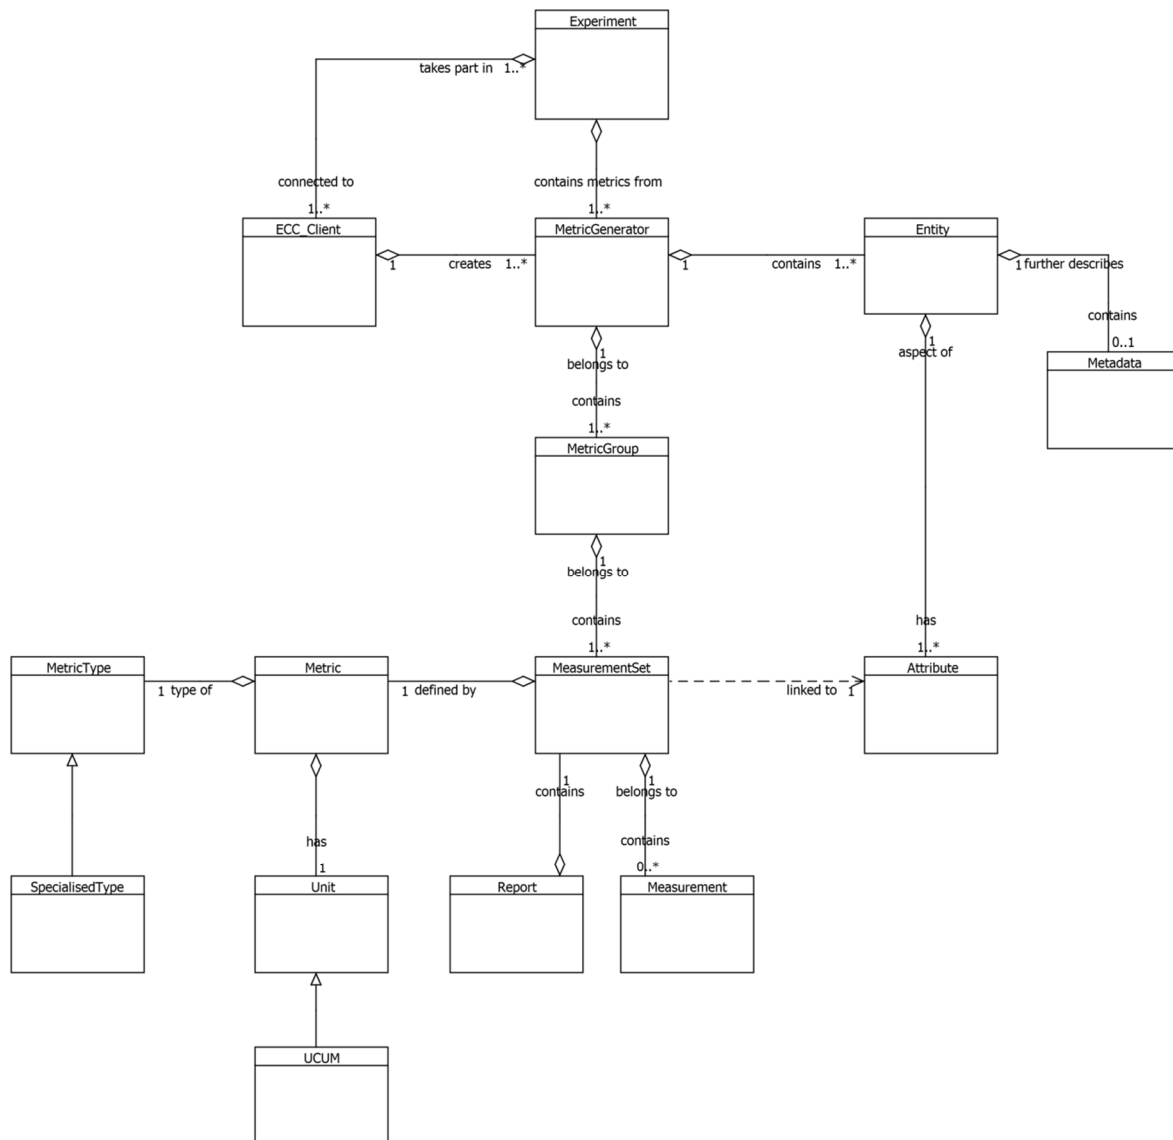 Experiment
takes part in 1..*
connected to
1..*
contains metrics from
1..*
ECC_Client
MetricGenerator
Entity
1
creates 1..*
1
contains 1..*
1 further describes
contains
0..1
Metadata
1
belongs to
contains
1..*
1
aspect of
MetricGroup
1
belongs to
contains
1..*
has
1..*
MetricType
Metric
MeasurementSet
Attribute
1 type of
1 defined by
linked to 1
1
contains
1
belongs to
has
1
contains
0..*
SpecialisedType
Unit
Report
Measurement
UCUM